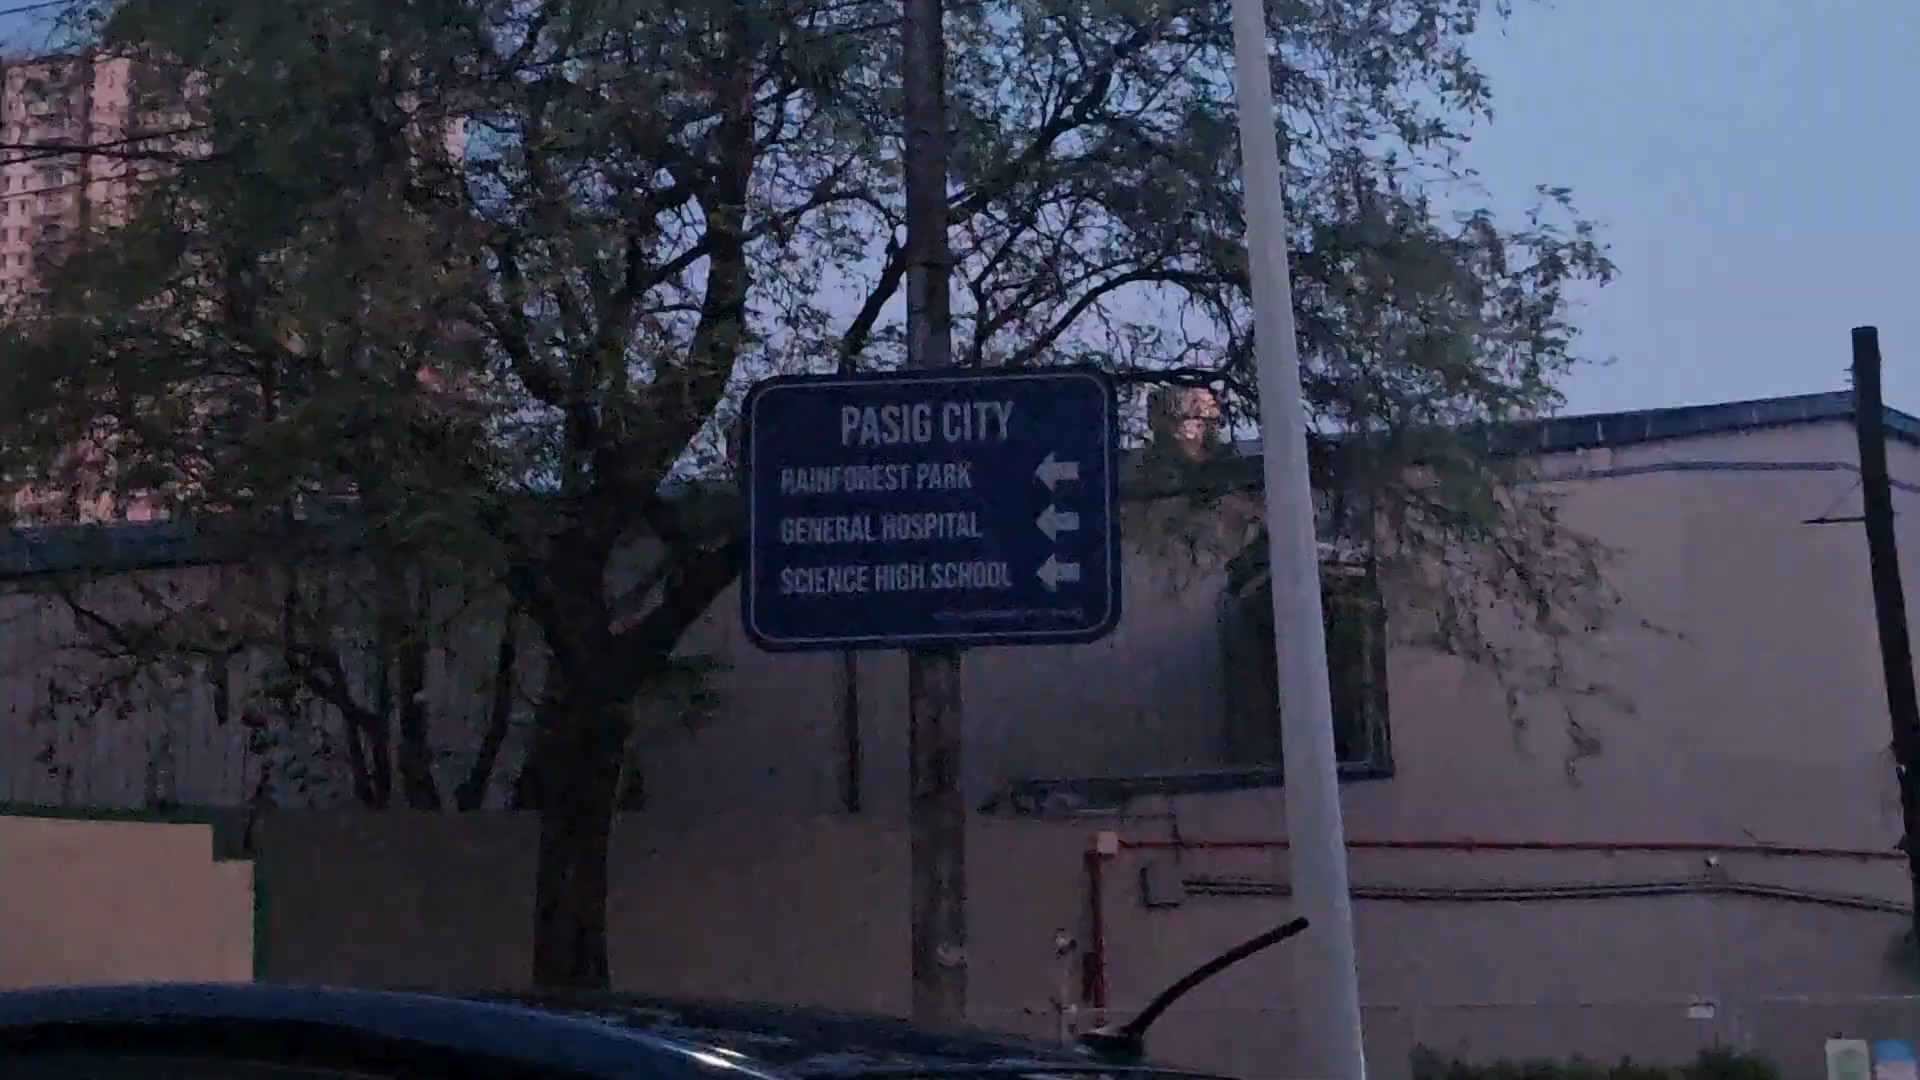 PASIG CITY
RAINFOREST PARK
GENERAL HOSPITAL
SCIENCE HIGH SCHOOL